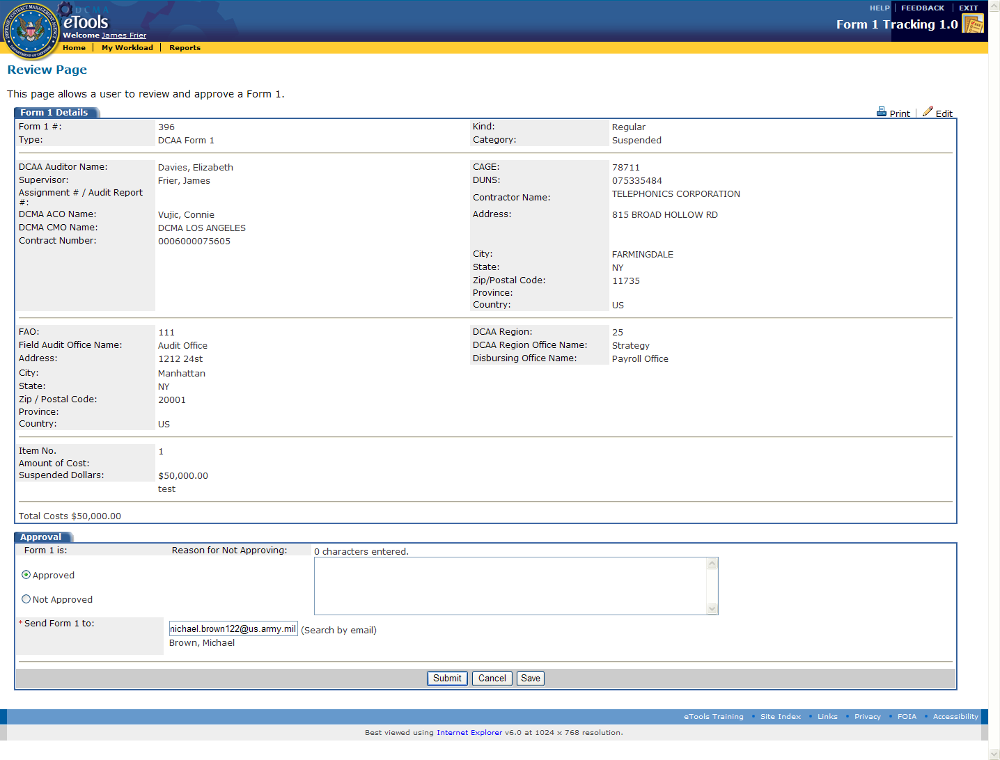 HELP | FEEDBACK | EXIT
DCMA
eTools
Form 1 Tracking 1.0
Welcome James Frier
Home | My Workload | Reports
Review Page
This page allows a user to review and approve a Form 1.
Form 1 Details
Print | Edit
Form 1 #: 396 Kind: Regular
Type: DCAA Form 1 Category: Suspended
DCAA Auditor Name: Davies, Elizabeth CAGE: 78711
Supervisor: Frier, James DUNS: 075335484
Assignment # / Audit Report #: Contractor Name: TELEPHONICS CORPORATION
DCMA ACO Name: Vujic, Connie Address: 815 BROAD HOLLOW RD
DCMA CMO Name: DCMA LOS ANGELES
Contract Number: 0006000075605
City: FARMINGDALE
State: NY
Zip/Postal Code: 11735
Province:
Country: US
FAO: 111 DCAA Region: 25
Field Audit Office Name: Audit Office DCAA Region Office Name: Strategy
Address: 1212 24st Disbursing Office Name: Payroll Office
City: Manhattan
State: NY
Zip / Postal Code: 20001
Province:
Country: US
Item No. 1
Amount of Cost:
Suspended Dollars: $50,000.00
test
Total Costs $50,000.00
Approval
Form 1 is: Reason for Not Approving: 0 characters entered.
Approved
Not Approved
* Send Form 1 to: nichael.brown122@us.army.mil (Search by email)
Brown, Michael
Submit Cancel Save
eTools Training • Site Index • Links • Privacy • FOIA • Accessibility
Best viewed using Internet Explorer v6.0 at 1024 x 768 resolution.